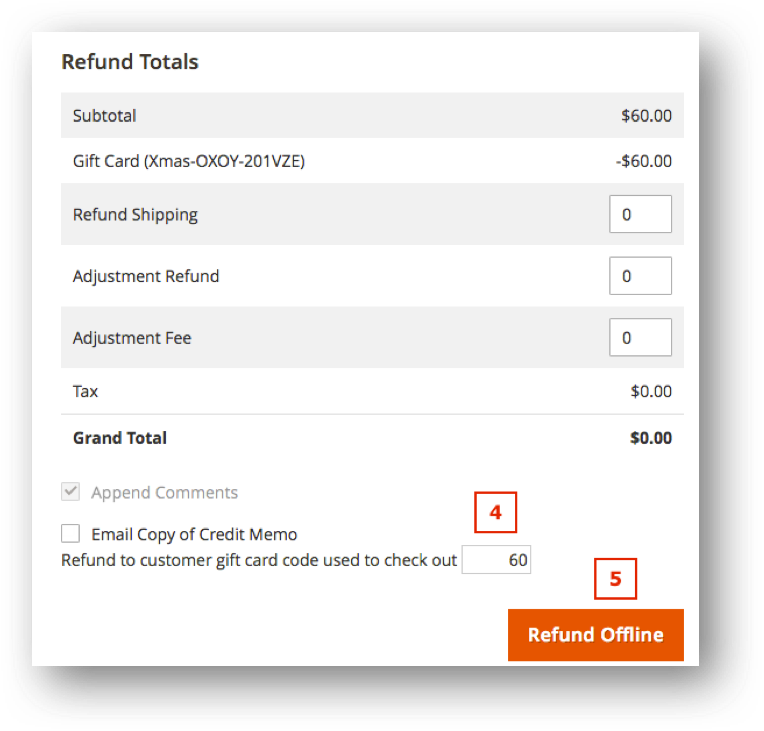 Refund Totals
Subtotal $60.00
Gift Card (Xmas-OXOY-201VZE) -$60.00
Refund Shipping 0
Adjustment Refund 0
Adjustment Fee 0
Tax $0.00
Grand Total $0.00
Append Comments
4
Email Copy of Credit Memo
Refund to customer gift card code used to check out 60
5
Refund Offline